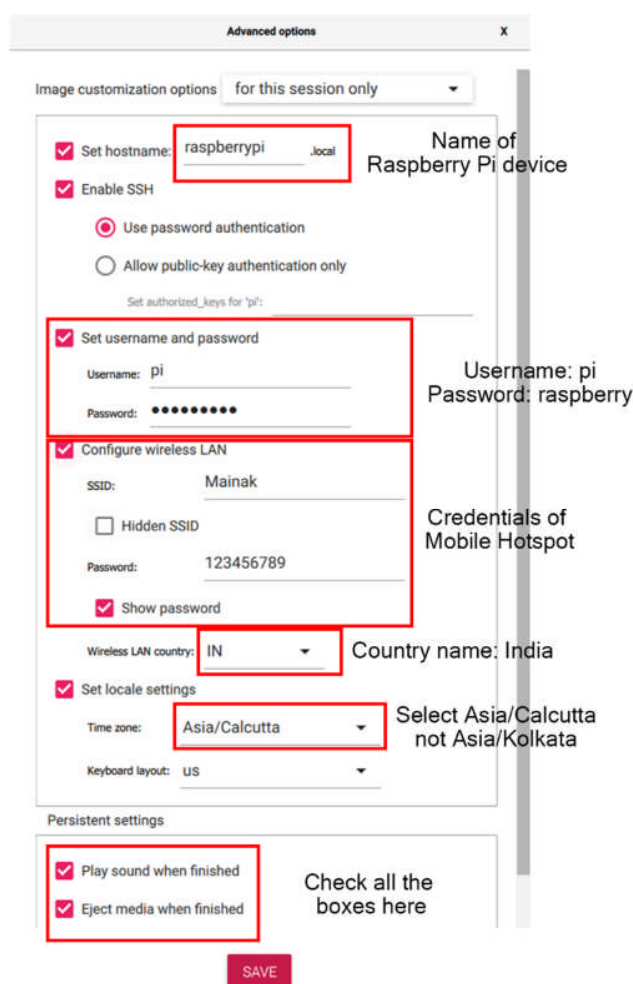 Advanced options X
Image customization options for this session only
Set hostname: raspberrypi .local
Name of
Raspberry Pi device
Enable SSH
Use password authentication
Allow public-key authentication only
Set authorized_keys for 'pi':
Set username and password
Username: pi
Password: •••••••••
Username: pi
Password: raspberry
Configure wireless LAN
SSID: Mainak
Hidden SSID
Password: 123456789
Show password
Credentials of
Mobile Hotspot
Wireless LAN country: IN
Country name: India
Set locale settings
Time zone: Asia/Calcutta
Select Asia/Calcutta
not Asia/Kolkata
Keyboard layout: us
Persistent settings
Play sound when finished
Eject media when finished
Check all the
boxes here
SAVE